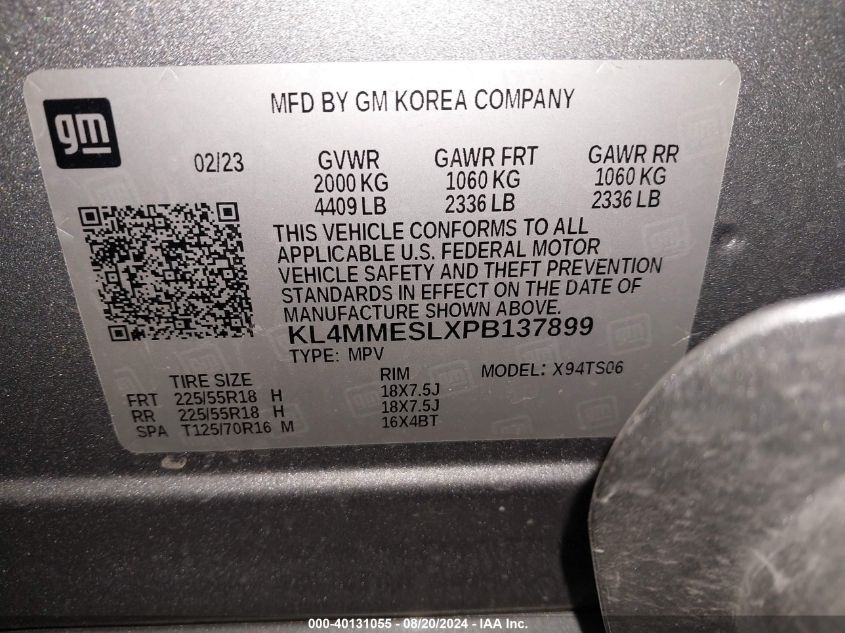 MFD BY GM KOREA COMPANY
gm
02/23 GVWR GAWR FRT GAWR RR
2000 KG 1060 KG 1060 KG
4409 LB 2336 LB 2336 LB
THIS VEHICLE CONFORMS TO ALL
APPLICABLE U.S. FEDERAL MOTOR
VEHICLE SAFETY AND THEFT PREVENTION
STANDARDS IN EFFECT ON THE DATE OF
MANUFACTURE SHOWN ABOVE.
KL4MMESLXPB137899
TYPE: MPV
TIRE SIZE RIM MODEL: X94TS06
FRT 225/55R18 H 18X7.5J
RR 225/55R18 H 18X7.5J
SPA T125/70R16 M 16X4BT
000-40131055 - 08/20/2024 - IAA Inc.